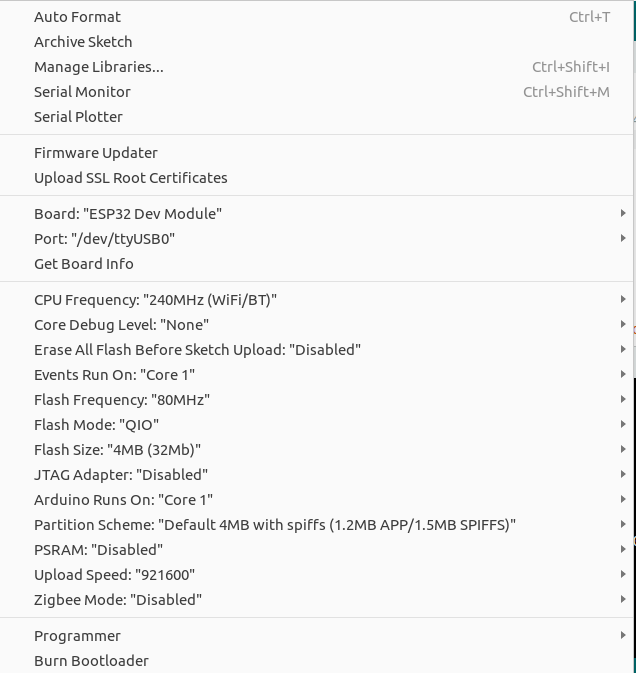 Auto Format Ctrl+T
Archive Sketch
Manage Libraries... Ctrl+Shift+I
Serial Monitor Ctrl+Shift+M
Serial Plotter
Firmware Updater
Upload SSL Root Certificates
Board: "ESP32 Dev Module"
Port: "/dev/ttyUSB0"
Get Board Info
CPU Frequency: "240MHz (WiFi/BT)"
Core Debug Level: "None"
Erase All Flash Before Sketch Upload: "Disabled"
Events Run On: "Core 1"
Flash Frequency: "80MHz"
Flash Mode: "QIO"
Flash Size: "4MB (32Mb)"
JTAG Adapter: "Disabled"
Arduino Runs On: "Core 1"
Partition Scheme: "Default 4MB with spiffs (1.2MB APP/1.5MB SPIFFS)"
PSRAM: "Disabled"
Upload Speed: "921600"
Zigbee Mode: "Disabled"
Programmer
Burn Bootloader